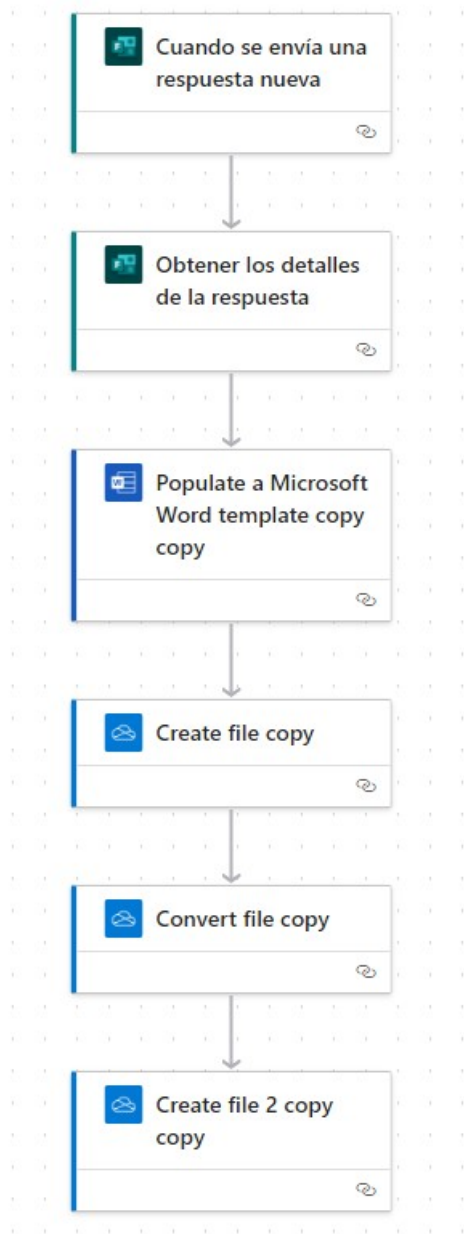 Cuando se envía una
respuesta nueva
Obtener los detalles
de la respuesta
Populate a Microsoft
Word template copy
copy
Create file copy
Convert file copy
Create file 2 copy
copy